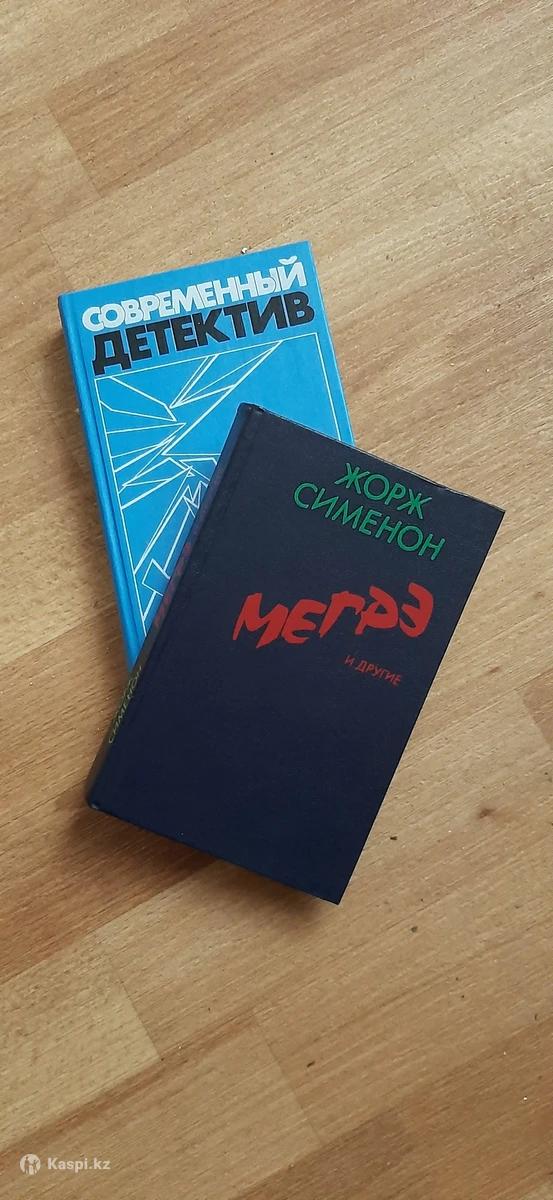 СОВРЕМЕННЫЙ
ДЕТЕКТИВ
ЖОРЖ
СИМЕНОН
МЕГРЭ
И ДРУГИЕ
СИМЕНОН
Kaspi.kz